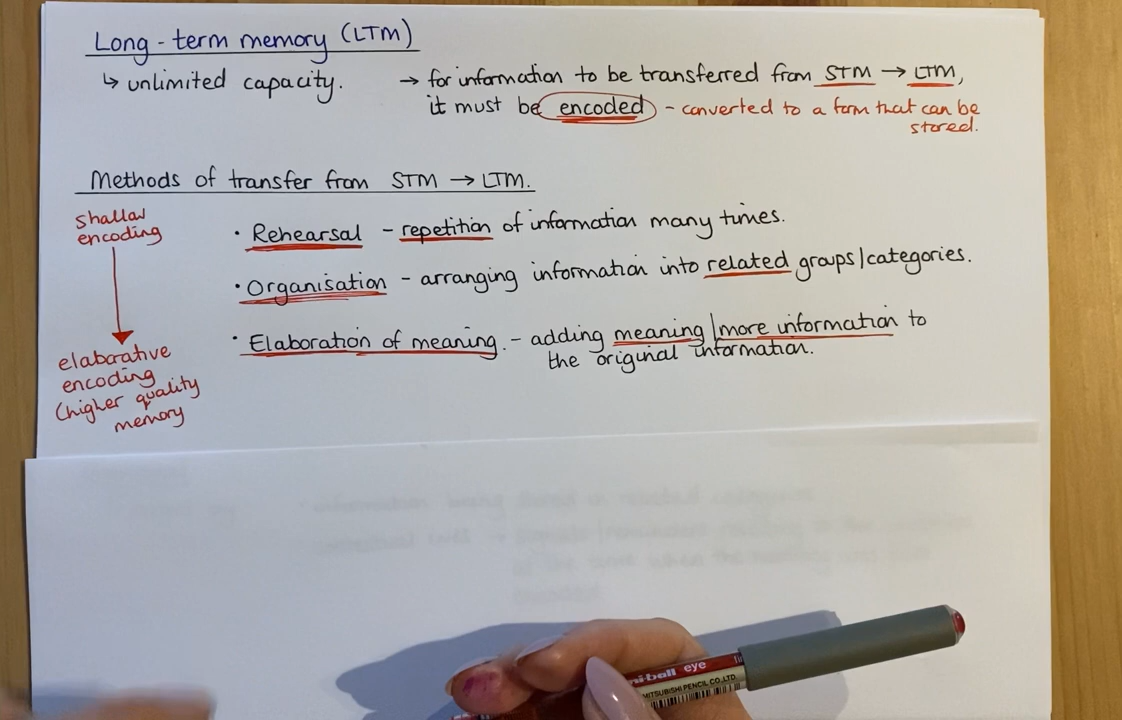 Long-term memory (LTM)
↳ unlimited capacity.
→ for information to be transferred from STM → LTM,
it must be encoded - converted to a form that can be
stored.
Methods of transfer from STM → LTM.
shallow
encoding
· Rehearsal - repetition of information many times.
· Organisation - arranging information into related groups/categories.
· Elaboration of meaning. - adding meaning/more information to
the original information.
elaborative
encoding
(higher quality
memory
ni-ball eye
MITSUBISHI PENCIL CO.,LTD.